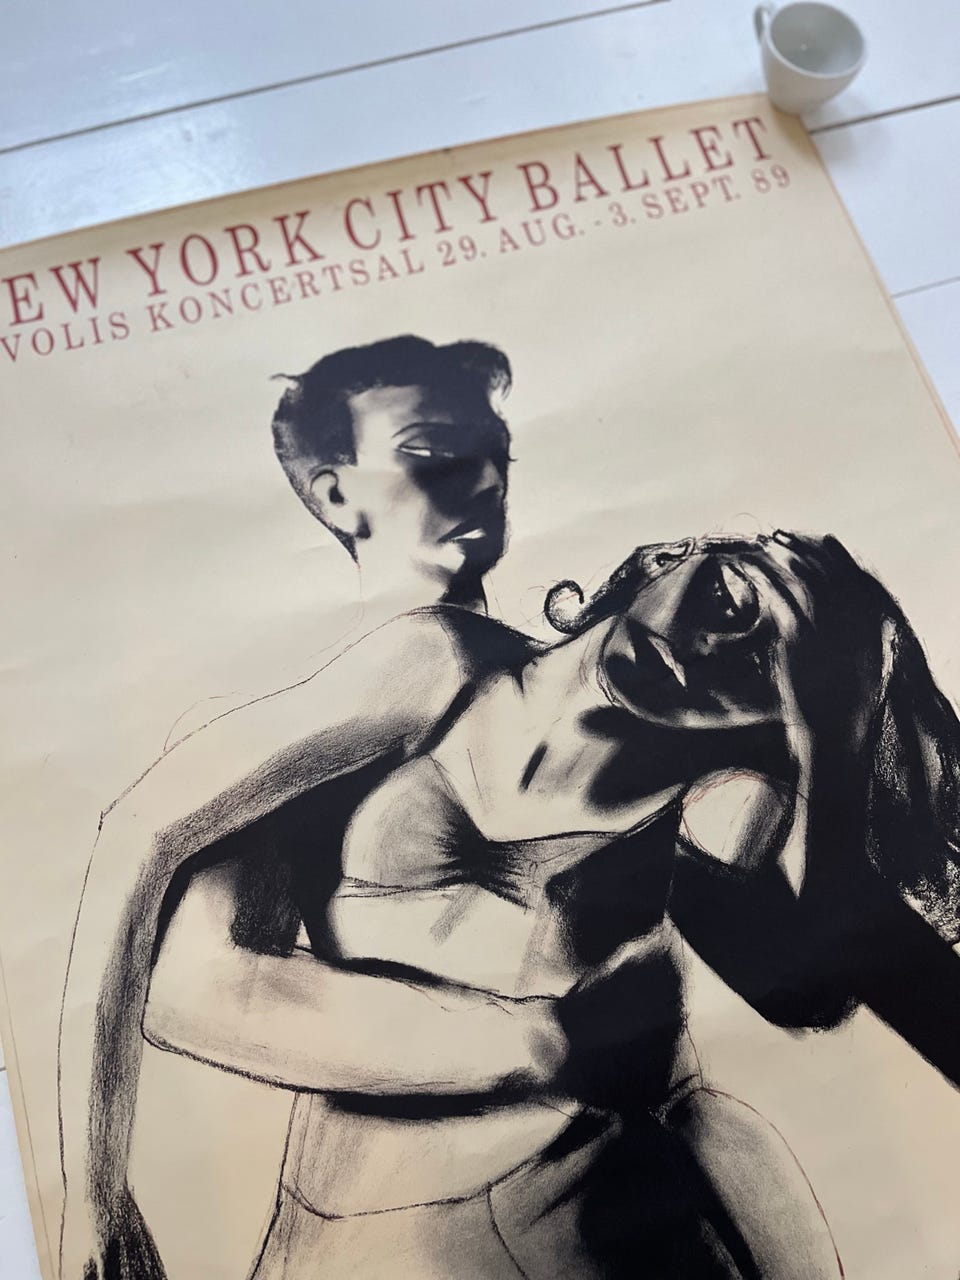 EW YORK CITY BALLET
VOLIS KONCERTSAL 29. AUG. - 3. SEPT. 89